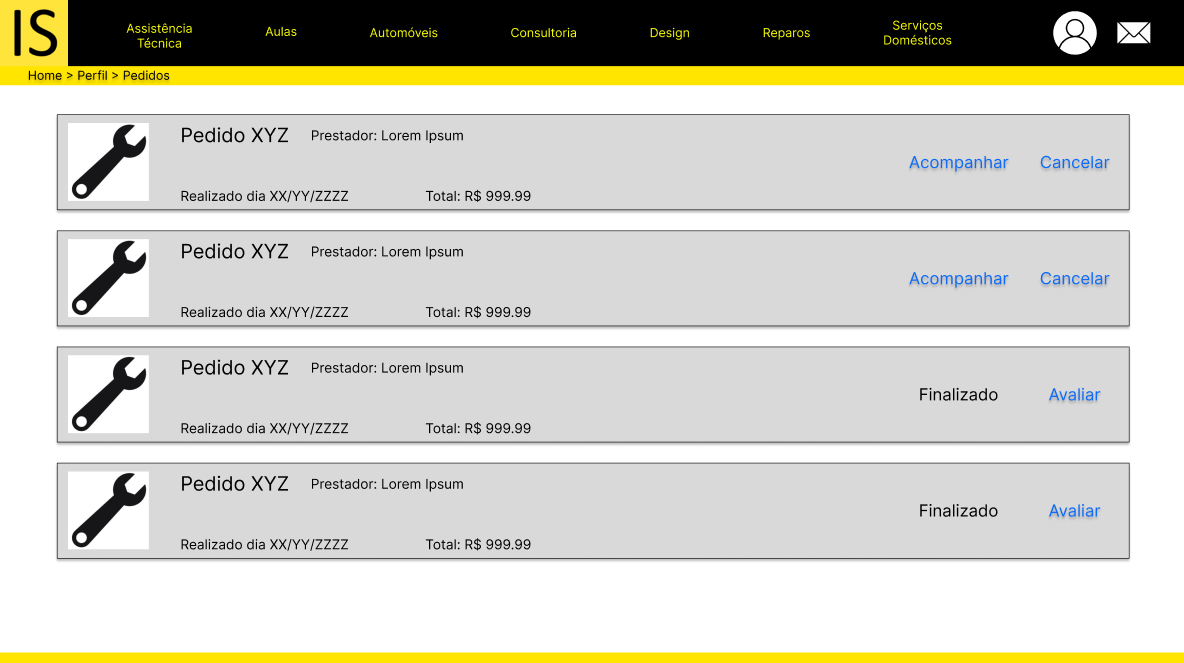 IS
Assistência
Técnica
Aulas
Automóveis
Consultoria
Design
Reparos
Serviços
Domésticos
Home > Perfil > Pedidos
Pedido XYZ Prestador: Lorem Ipsum
Acompanhar Cancelar
Realizado dia XX/YY/ZZZZ Total: R$ 999.99
Pedido XYZ Prestador: Lorem Ipsum
Acompanhar Cancelar
Realizado dia XX/YY/ZZZZ Total: R$ 999.99
Pedido XYZ Prestador: Lorem Ipsum
Finalizado Avaliar
Realizado dia XX/YY/ZZZZ Total: R$ 999.99
Pedido XYZ Prestador: Lorem Ipsum
Finalizado Avaliar
Realizado dia XX/YY/ZZZZ Total: R$ 999.99